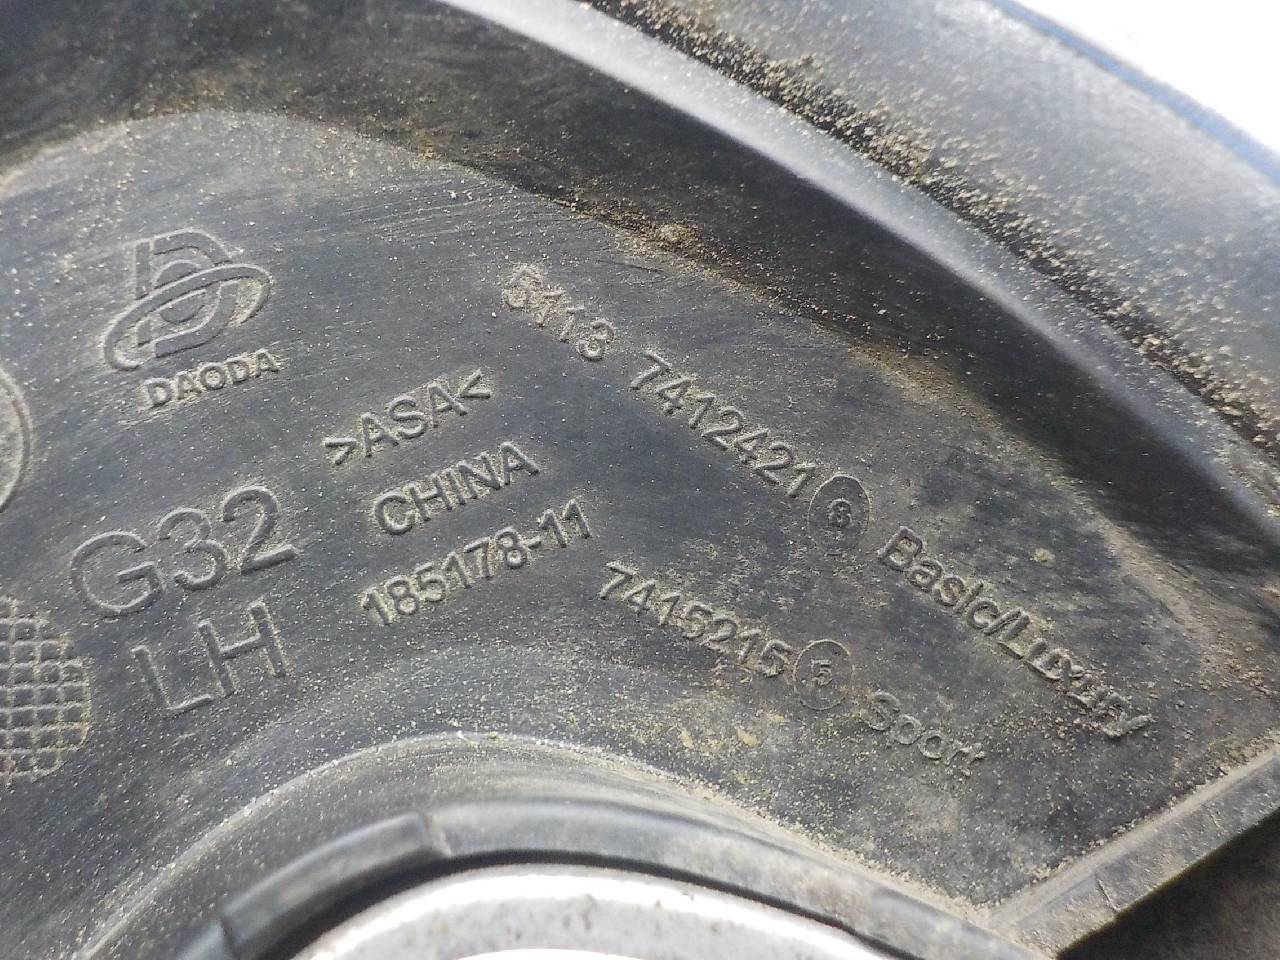 DAODA
>ASA<
CHINA
185178-11
G32
LH
5113 7412421 8 Basic/Luxury
7415215 5 Sport